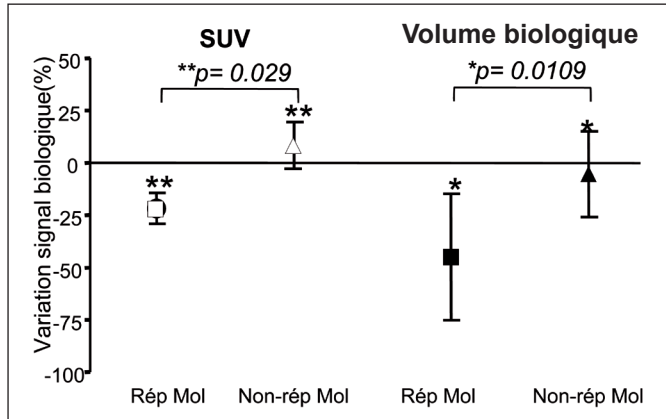 SUV
Volume biologique
**p= 0.029
*p= 0.0109
Variation signal biologique(%)
50
25
0
-25
-50
-75
-100
**
**
*
*
Rép Mol
Non-rép Mol
Rép Mol
Non-rép Mol